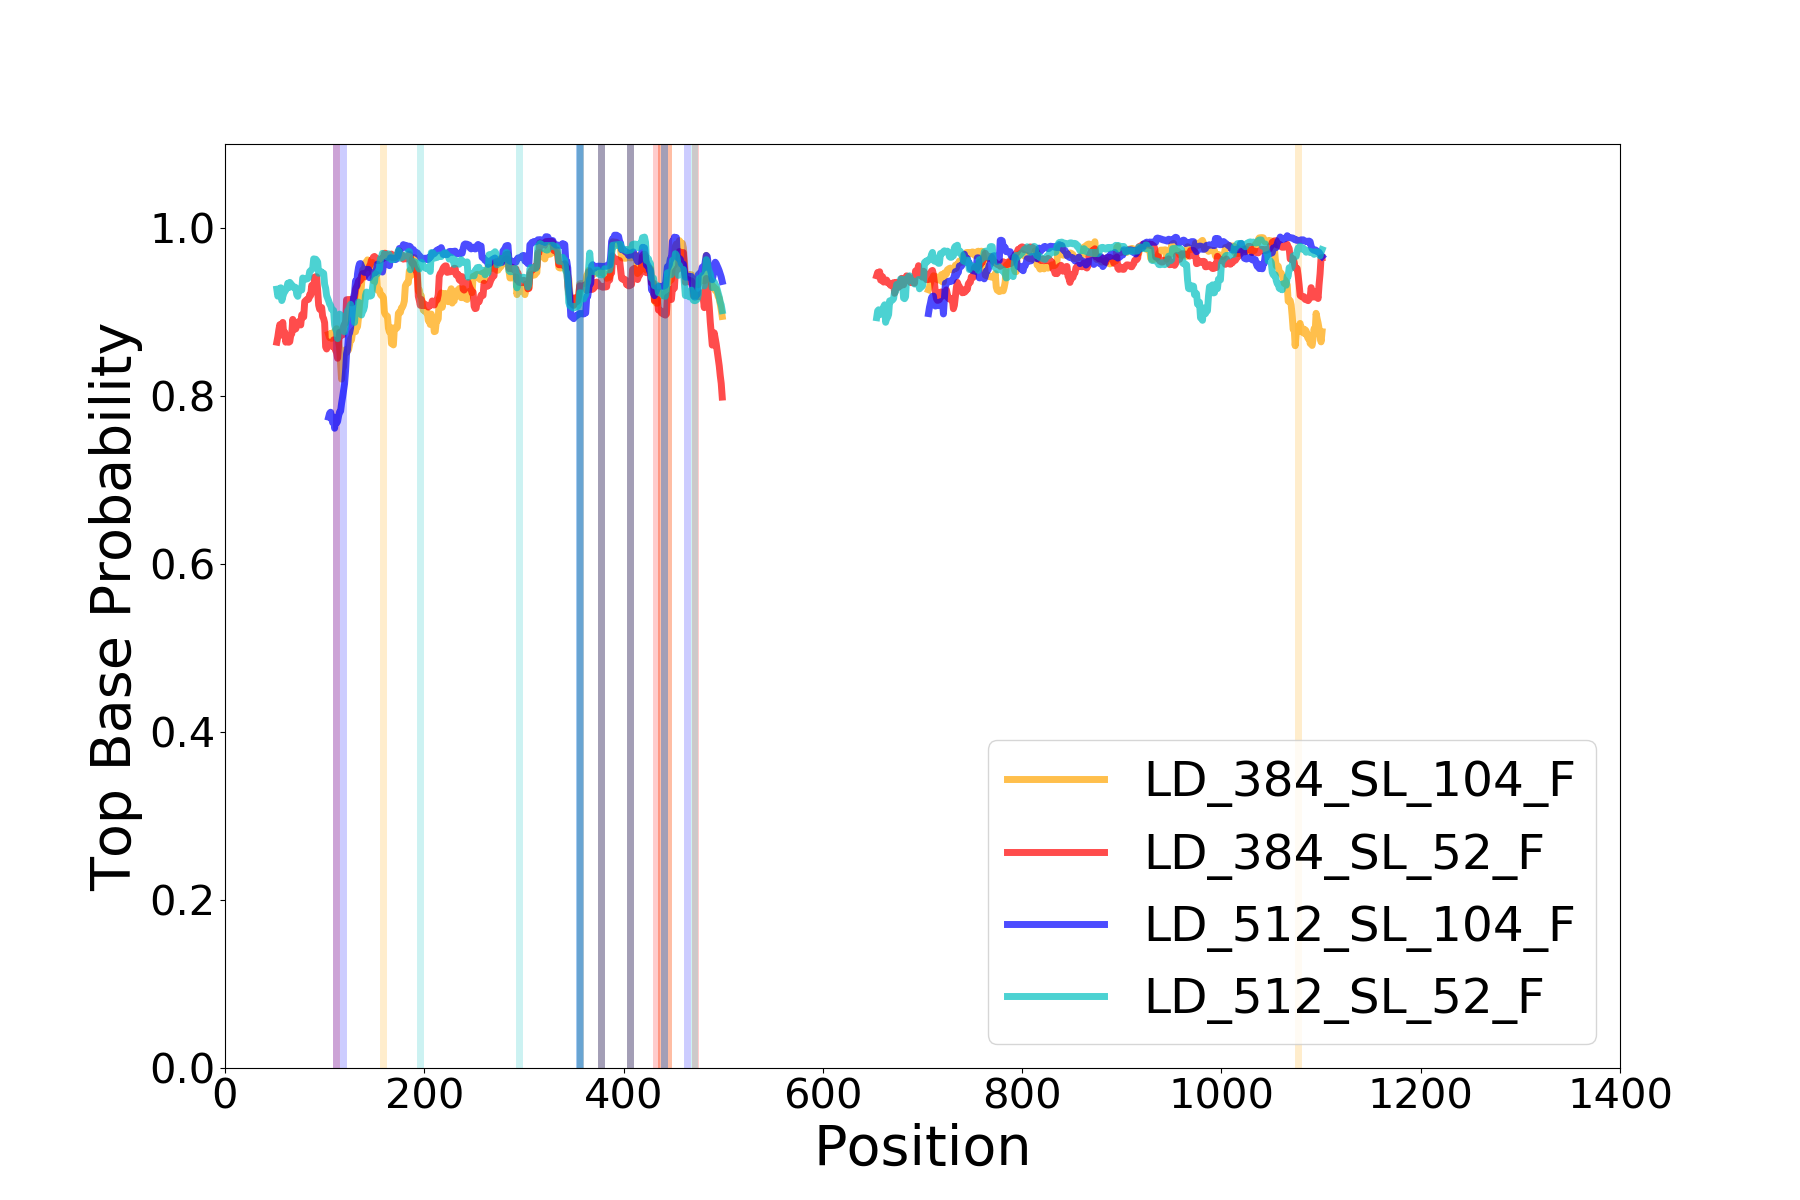 1.0
0.8
0.6
0.4
0.2
0.0
Top Base Probability
0 200 400 600 800 1000 1200 1400
Position
LD_384_SL_104_F
LD_384_SL_52_F
LD_512_SL_104_F
LD_512_SL_52_F